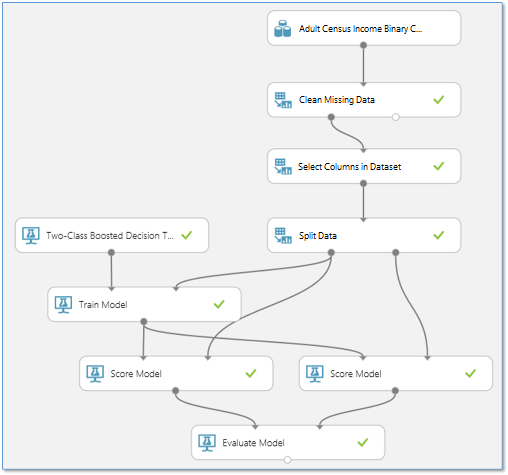 Adult Census Income Binary C...
Clean Missing Data
Select Columns in Dataset
Two-Class Boosted Decision T...
Split Data
Train Model
Score Model
Score Model
Evaluate Model